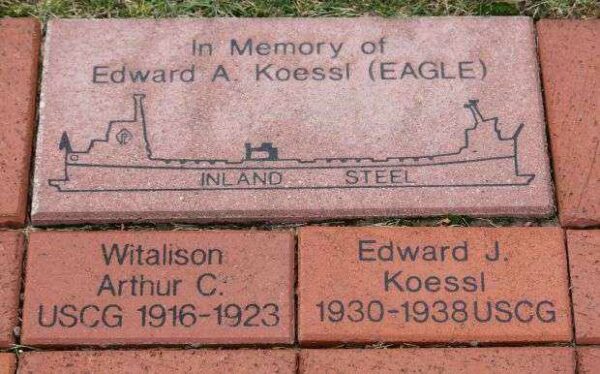 In Memory of
Edward A. Koessl (EAGLE)
INLAND STEEL
Witalison
Arthur C.
USCG 1916-1923
Edward J.
Koessl
1930-1938 USCG